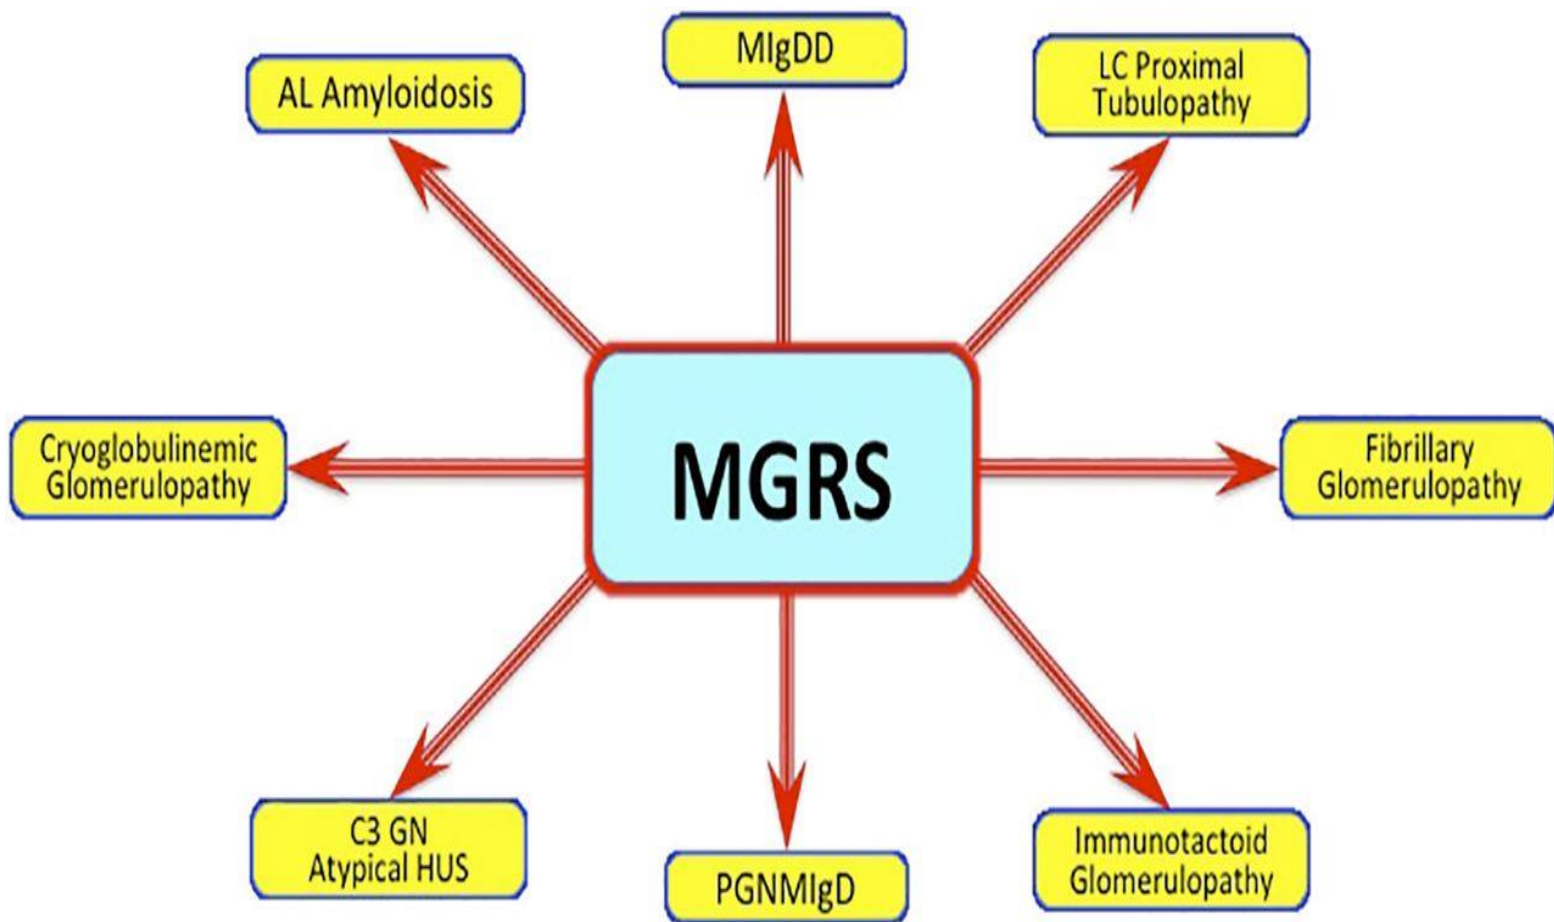 MIgDD
AL Amyloidosis
LC Proximal
Tubulopathy
Cryoglobulinemic
Glomerulopathy
MGRS
Fibrillary
Glomerulopathy
C3 GN
Atypical HUS
PGNMIgD
Immunotactoid
Glomerulopathy